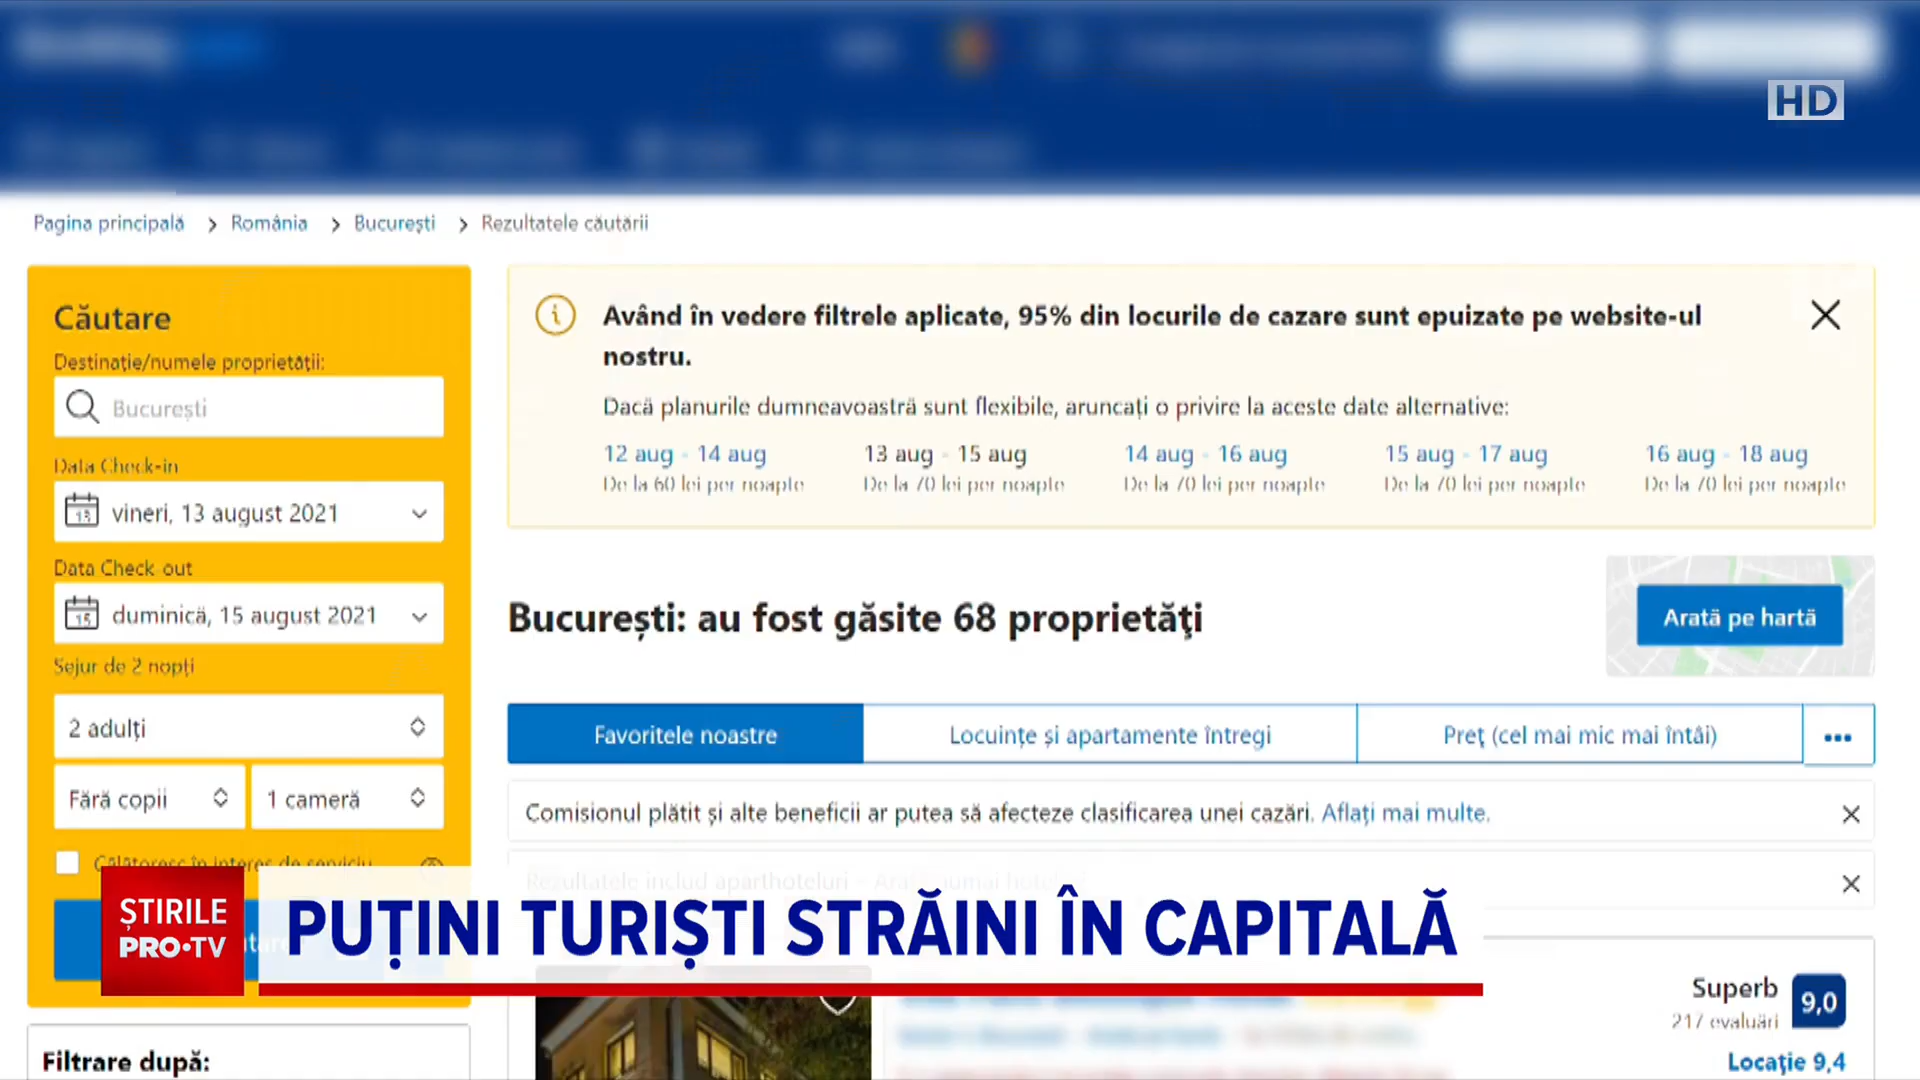 HD
Pagina principală > România > București > Rezultatele căutării
Căutare
Destinație/numele proprietății:
București
Data Check-in
vineri, 13 august 2021
Data Check-out
duminică, 15 august 2021
Sejur de 2 nopți
2 adulți
Fără copii
1 cameră
Călătoresc în interes de serviciu
Având în vedere filtrele aplicate, 95% din locurile de cazare sunt epuizate pe website-ul
nostru.
Dacă planurile dumneavoastră sunt flexibile, aruncați o privire la aceste date alternative:
12 aug - 14 aug
De la 60 lei per noapte
13 aug - 15 aug
De la 70 lei per noapte
14 aug - 16 aug
De la 70 lei per noapte
15 aug - 17 aug
De la 70 lei per noapte
16 aug - 18 aug
De la 70 lei per noapte
București: au fost găsite 68 proprietăți
Arată pe hartă
Favoritele noastre
Locuințe și apartamente întregi
Preț (cel mai mic mai întâi)
Comisionul plătit și alte beneficii ar putea să afecteze clasificarea unei cazări. Aflați mai multe.
Rezultatele includ aparthoteluri –
ȘTIRILE
PRO•TV
PUȚINI TURIȘTI STRĂINI ÎN CAPITALĂ
Superb
9,0
217 evaluări
Locație 9,4
Filtrare după: